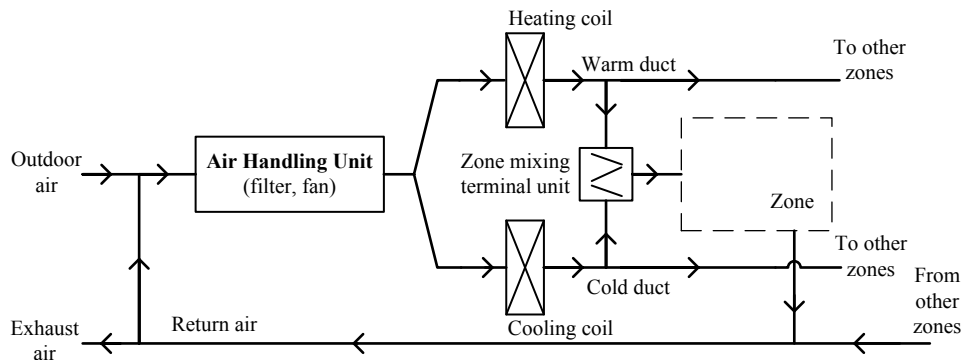 Heating coil
To other
zones
Warm duct
Outdoor
air
Air Handling Unit
(filter, fan)
Zone mixing
terminal unit
Zone
To other
zones
Cold duct
From
other
zones
Exhaust
air
Return air
Cooling coil